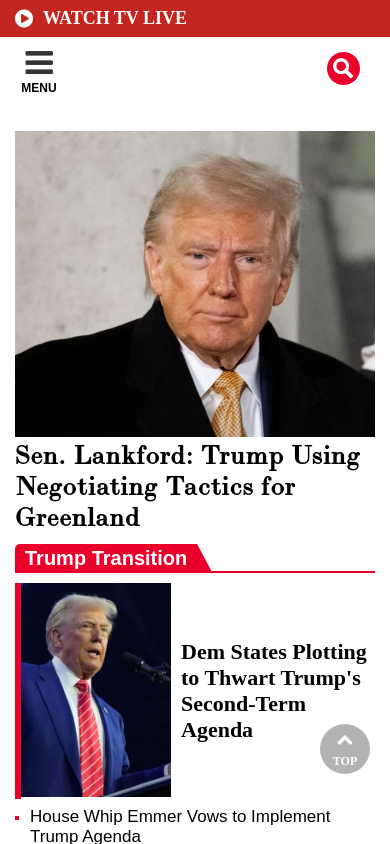 WATCH TV LIVE
MENU
Sen. Lankford: Trump Using
Negotiating Tactics for
Greenland
Trump Transition
Dem States Plotting
to Thwart Trump's
Second-Term
Agenda
TOP
House Whip Emmer Vows to Implement
Trump Agenda